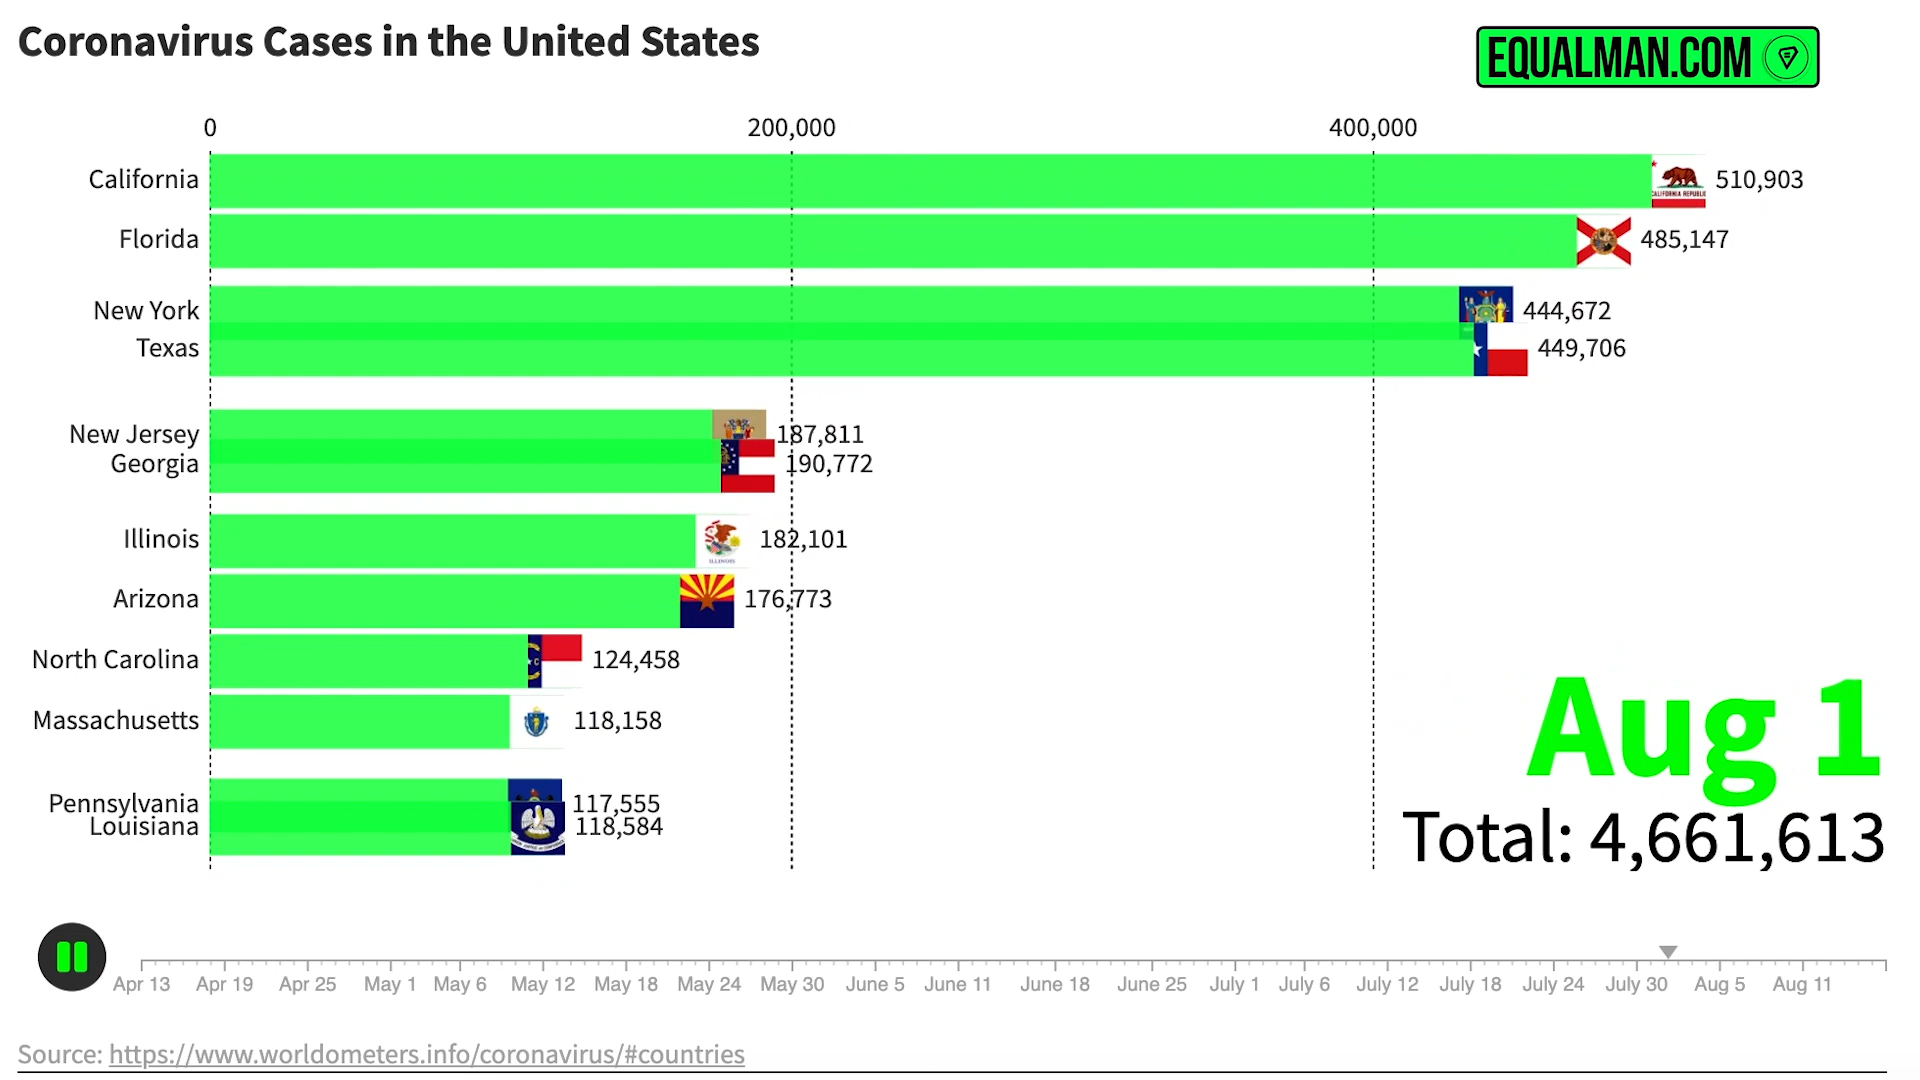 Coronavirus Cases in the United States
EQUALMAN.COM
0 200,000 400,000
California 510,903
CALIFORNIA REPUBLIC
Florida 485,147
New York 444,672
Texas 449,706
New Jersey 187,811
Georgia 190,772
Illinois 182,101
ILLINOIS
Arizona 176,773
North Carolina 124,458
Massachusetts 118,158
Pennsylvania 117,555
Louisiana 118,584
Aug 1
Total: 4,661,613
Apr 13 Apr 19 Apr 25 May 1 May 6 May 12 May 18 May 24 May 30 June 5 June 11 June 18 June 25 July 1 July 6 July 12 July 18 July 24 July 30 Aug 5 Aug 11
Source: https://www.worldometers.info/coronavirus/#countries